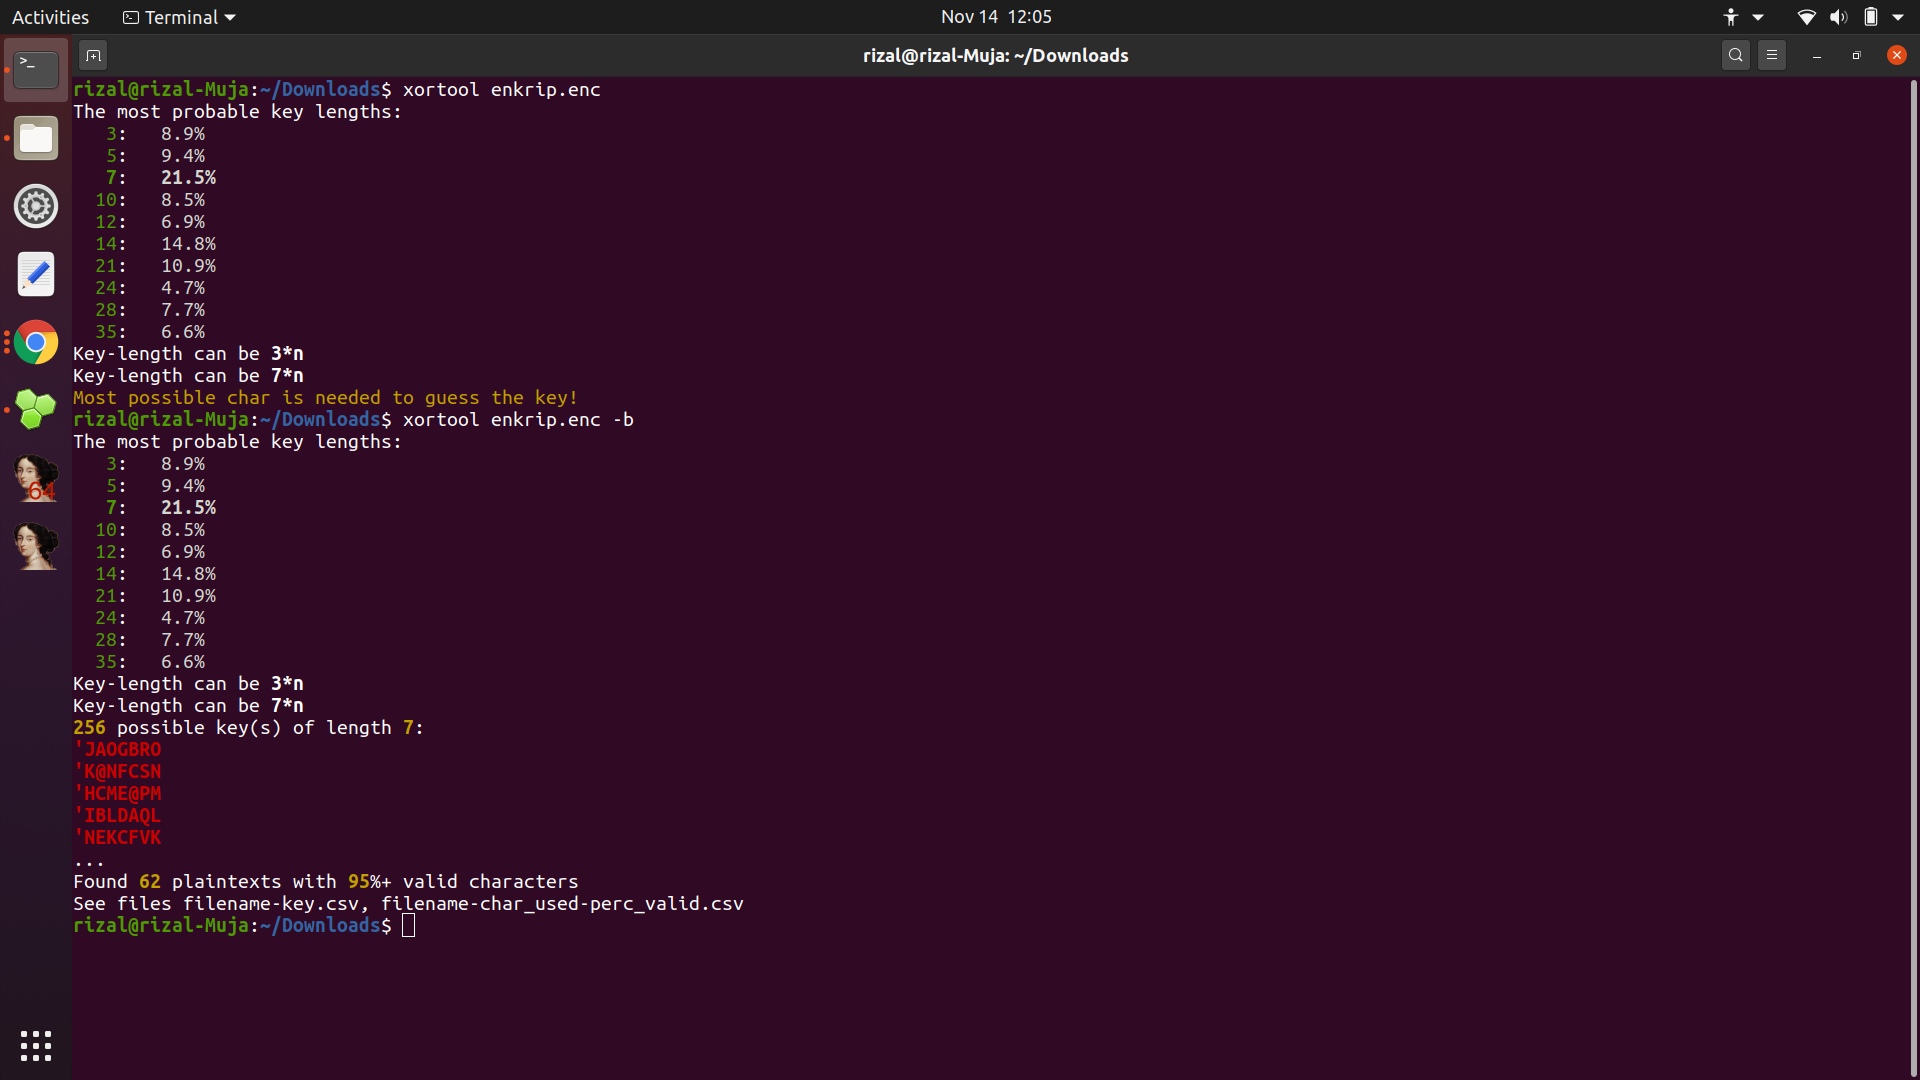 Activities Terminal Nov 14 12:05
rizal@rizal-Muja: ~/Downloads
rizal@rizal-Muja:~/Downloads$ xortool enkrip.enc
The most probable key lengths:
3: 8.9%
5: 9.4%
7: 21.5%
10: 8.5%
12: 6.9%
14: 14.8%
21: 10.9%
24: 4.7%
28: 7.7%
35: 6.6%
Key-length can be 3*n
Key-length can be 7*n
Most possible char is needed to guess the key!
rizal@rizal-Muja:~/Downloads$ xortool enkrip.enc -b
The most probable key lengths:
3: 8.9%
5: 9.4%
7: 21.5%
10: 8.5%
12: 6.9%
14: 14.8%
21: 10.9%
24: 4.7%
28: 7.7%
35: 6.6%
Key-length can be 3*n
Key-length can be 7*n
256 possible key(s) of length 7:
'JAOGBRO
'K@NFCSN
'HCME@PM
'IBLDAQL
'NEKCFVK
...
Found 62 plaintexts with 95%+ valid characters
See files filename-key.csv, filename-char_used-perc_valid.csv
rizal@rizal-Muja:~/Downloads$
64